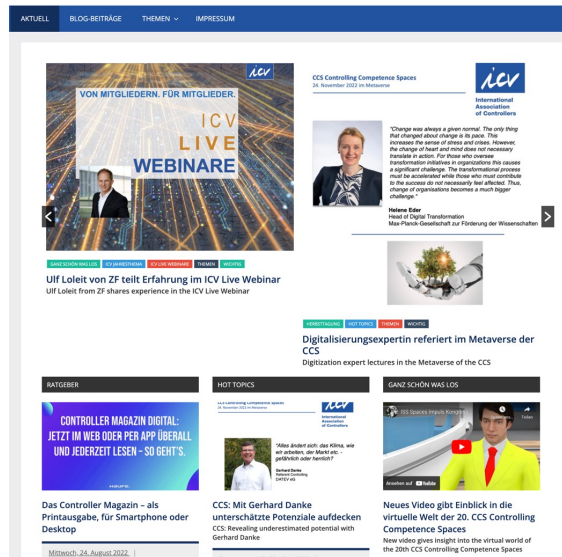 AKTUELL BLOG-BEITRÄGE THEMEN IMPRESSUM
icv
VON MITGLIEDERN. FÜR MITGLIEDER.
ICV
LIVE
WEBINARE
GANZ SCHÖN WAS LOS ICV JAHRESTHEMA ICV LIVE WEBINARE THEMEN WICHTIG
Ulf Loleit von ZF teilt Erfahrung im ICV Live Webinar
Ulf Loleit from ZF shares experience in the ICV Live Webinar
CCS Controlling Competence Spaces
24. November 2022 im Metaverse
icv
International
Association
of Controllers
"Change was always a given normal. The only thing
that changed about change is its pace. This
increases the sense of stress and crises. However,
the change of heart and mind does not necessary
translate in action. For those who oversee
transformation initiatives in organizations this causes
a significant challenge. The transformational process
must be accelerated while those who must contribute
to the success do not necessarily feel affected. Thus,
change of organisations becomes a much bigger
challenge."
Helene Eder
Head of Digital Transformation
Max-Planck-Gesellschaft zur Förderung der Wissenschaften
HERBSTTAGUNG HOT TOPICS THEMEN WICHTIG
Digitalisierungsexpertin referiert im Metaverse der
CCS
Digitization expert lectures in the Metaverse of the CCS
RATGEBER
CONTROLLER MAGAZIN DIGITAL:
JETZT IM WEB ODER PER APP ÜBERALL
UND JEDERZEIT LESEN – SO GEHT'S.
HAUFE.
Das Controller Magazin – als
Printausgabe, für Smartphone oder
Desktop
Mittwoch, 24. August 2022 |
HOT TOPICS
CCS Controlling Competence Spaces
24. November 2022 im Metaverse
icv
International
Association
of Controllers
"Alles ändert sich: das Klima, wie
wir arbeiten, der Markt etc. -
gefährlich oder herrlich?
Gerhard Danke
Referent Controlling
DATEV eG
CCS: Mit Gerhard Danke
unterschätzte Potenziale aufdecken
CCS: Revealing underestimated potential with
Gerhard Danke
GANZ SCHÖN WAS LOS
ISS Spaces Impuls Kongre
Teilen
Ansehen auf YouTube
Neues Video gibt Einblick in die
virtuelle Welt der 20. CCS Controlling
Competence Spaces
New video gives insight into the virtual world of
the 20th CCS Controlling Competence Spaces